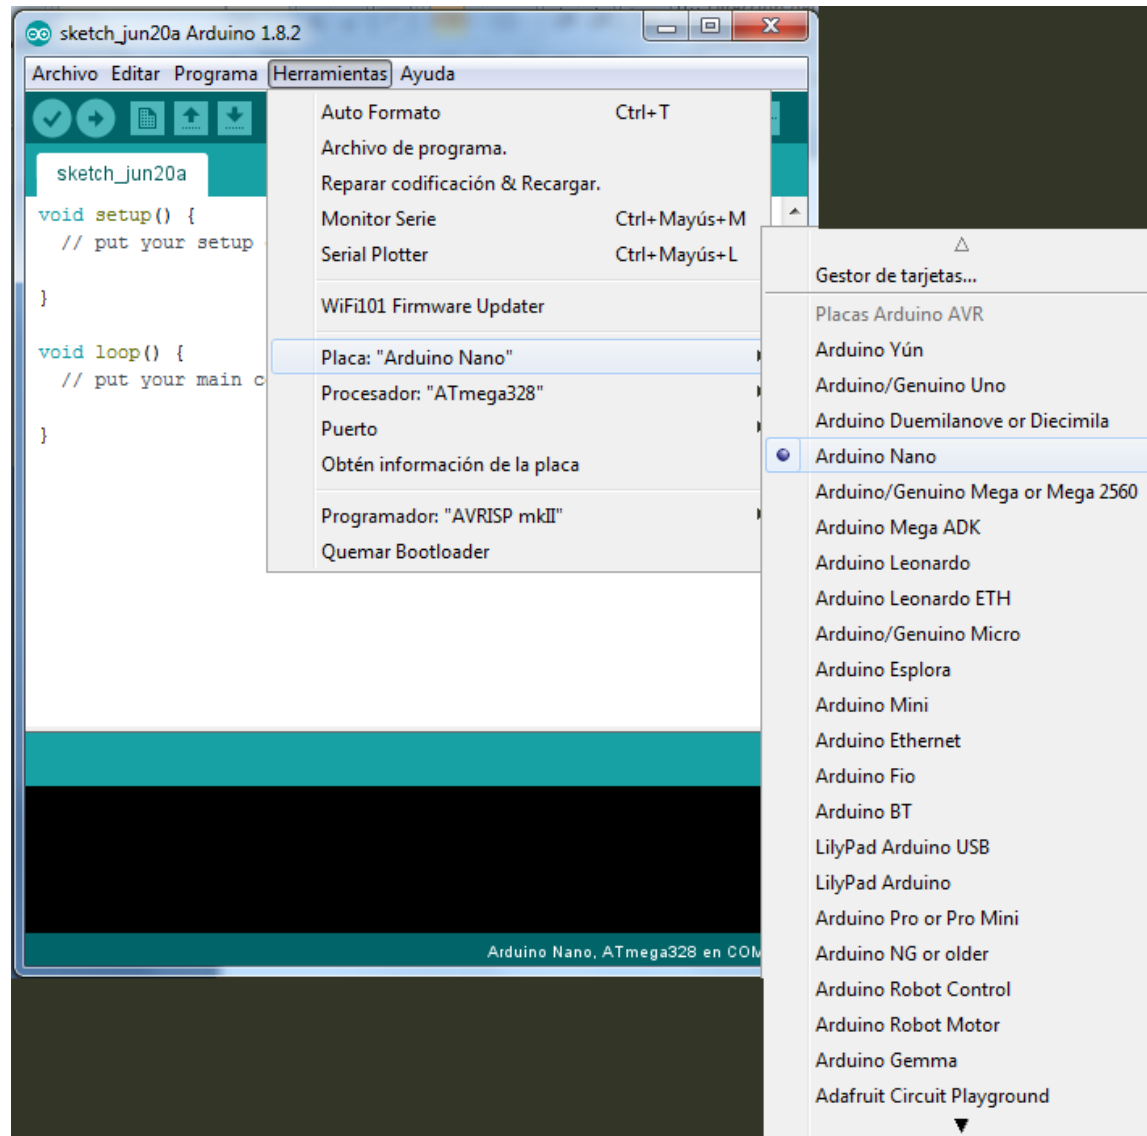 sketch_jun20a Arduino 1.8.2
Archivo Editar Programa Herramientas Ayuda
sketch_jun20a
void setup() {
// put your setup
}
void loop() {
// put your main c
}
Auto Formato Ctrl+T
Archivo de programa.
Reparar codificación & Recargar.
Monitor Serie Ctrl+Mayús+M
Serial Plotter Ctrl+Mayús+L
WiFi101 Firmware Updater
Placa: "Arduino Nano"
Procesador: "ATmega328"
Puerto
Obtén información de la placa
Programador: "AVRISP mkII"
Quemar Bootloader
Gestor de tarjetas...
Placas Arduino AVR
Arduino Yún
Arduino/Genuino Uno
Arduino Duemilanove or Diecimila
Arduino Nano
Arduino/Genuino Mega or Mega 2560
Arduino Mega ADK
Arduino Leonardo
Arduino Leonardo ETH
Arduino/Genuino Micro
Arduino Esplora
Arduino Mini
Arduino Ethernet
Arduino Fio
Arduino BT
LilyPad Arduino USB
LilyPad Arduino
Arduino Pro or Pro Mini
Arduino NG or older
Arduino Robot Control
Arduino Robot Motor
Arduino Gemma
Adafruit Circuit Playground
Arduino Nano, ATmega328 en COM